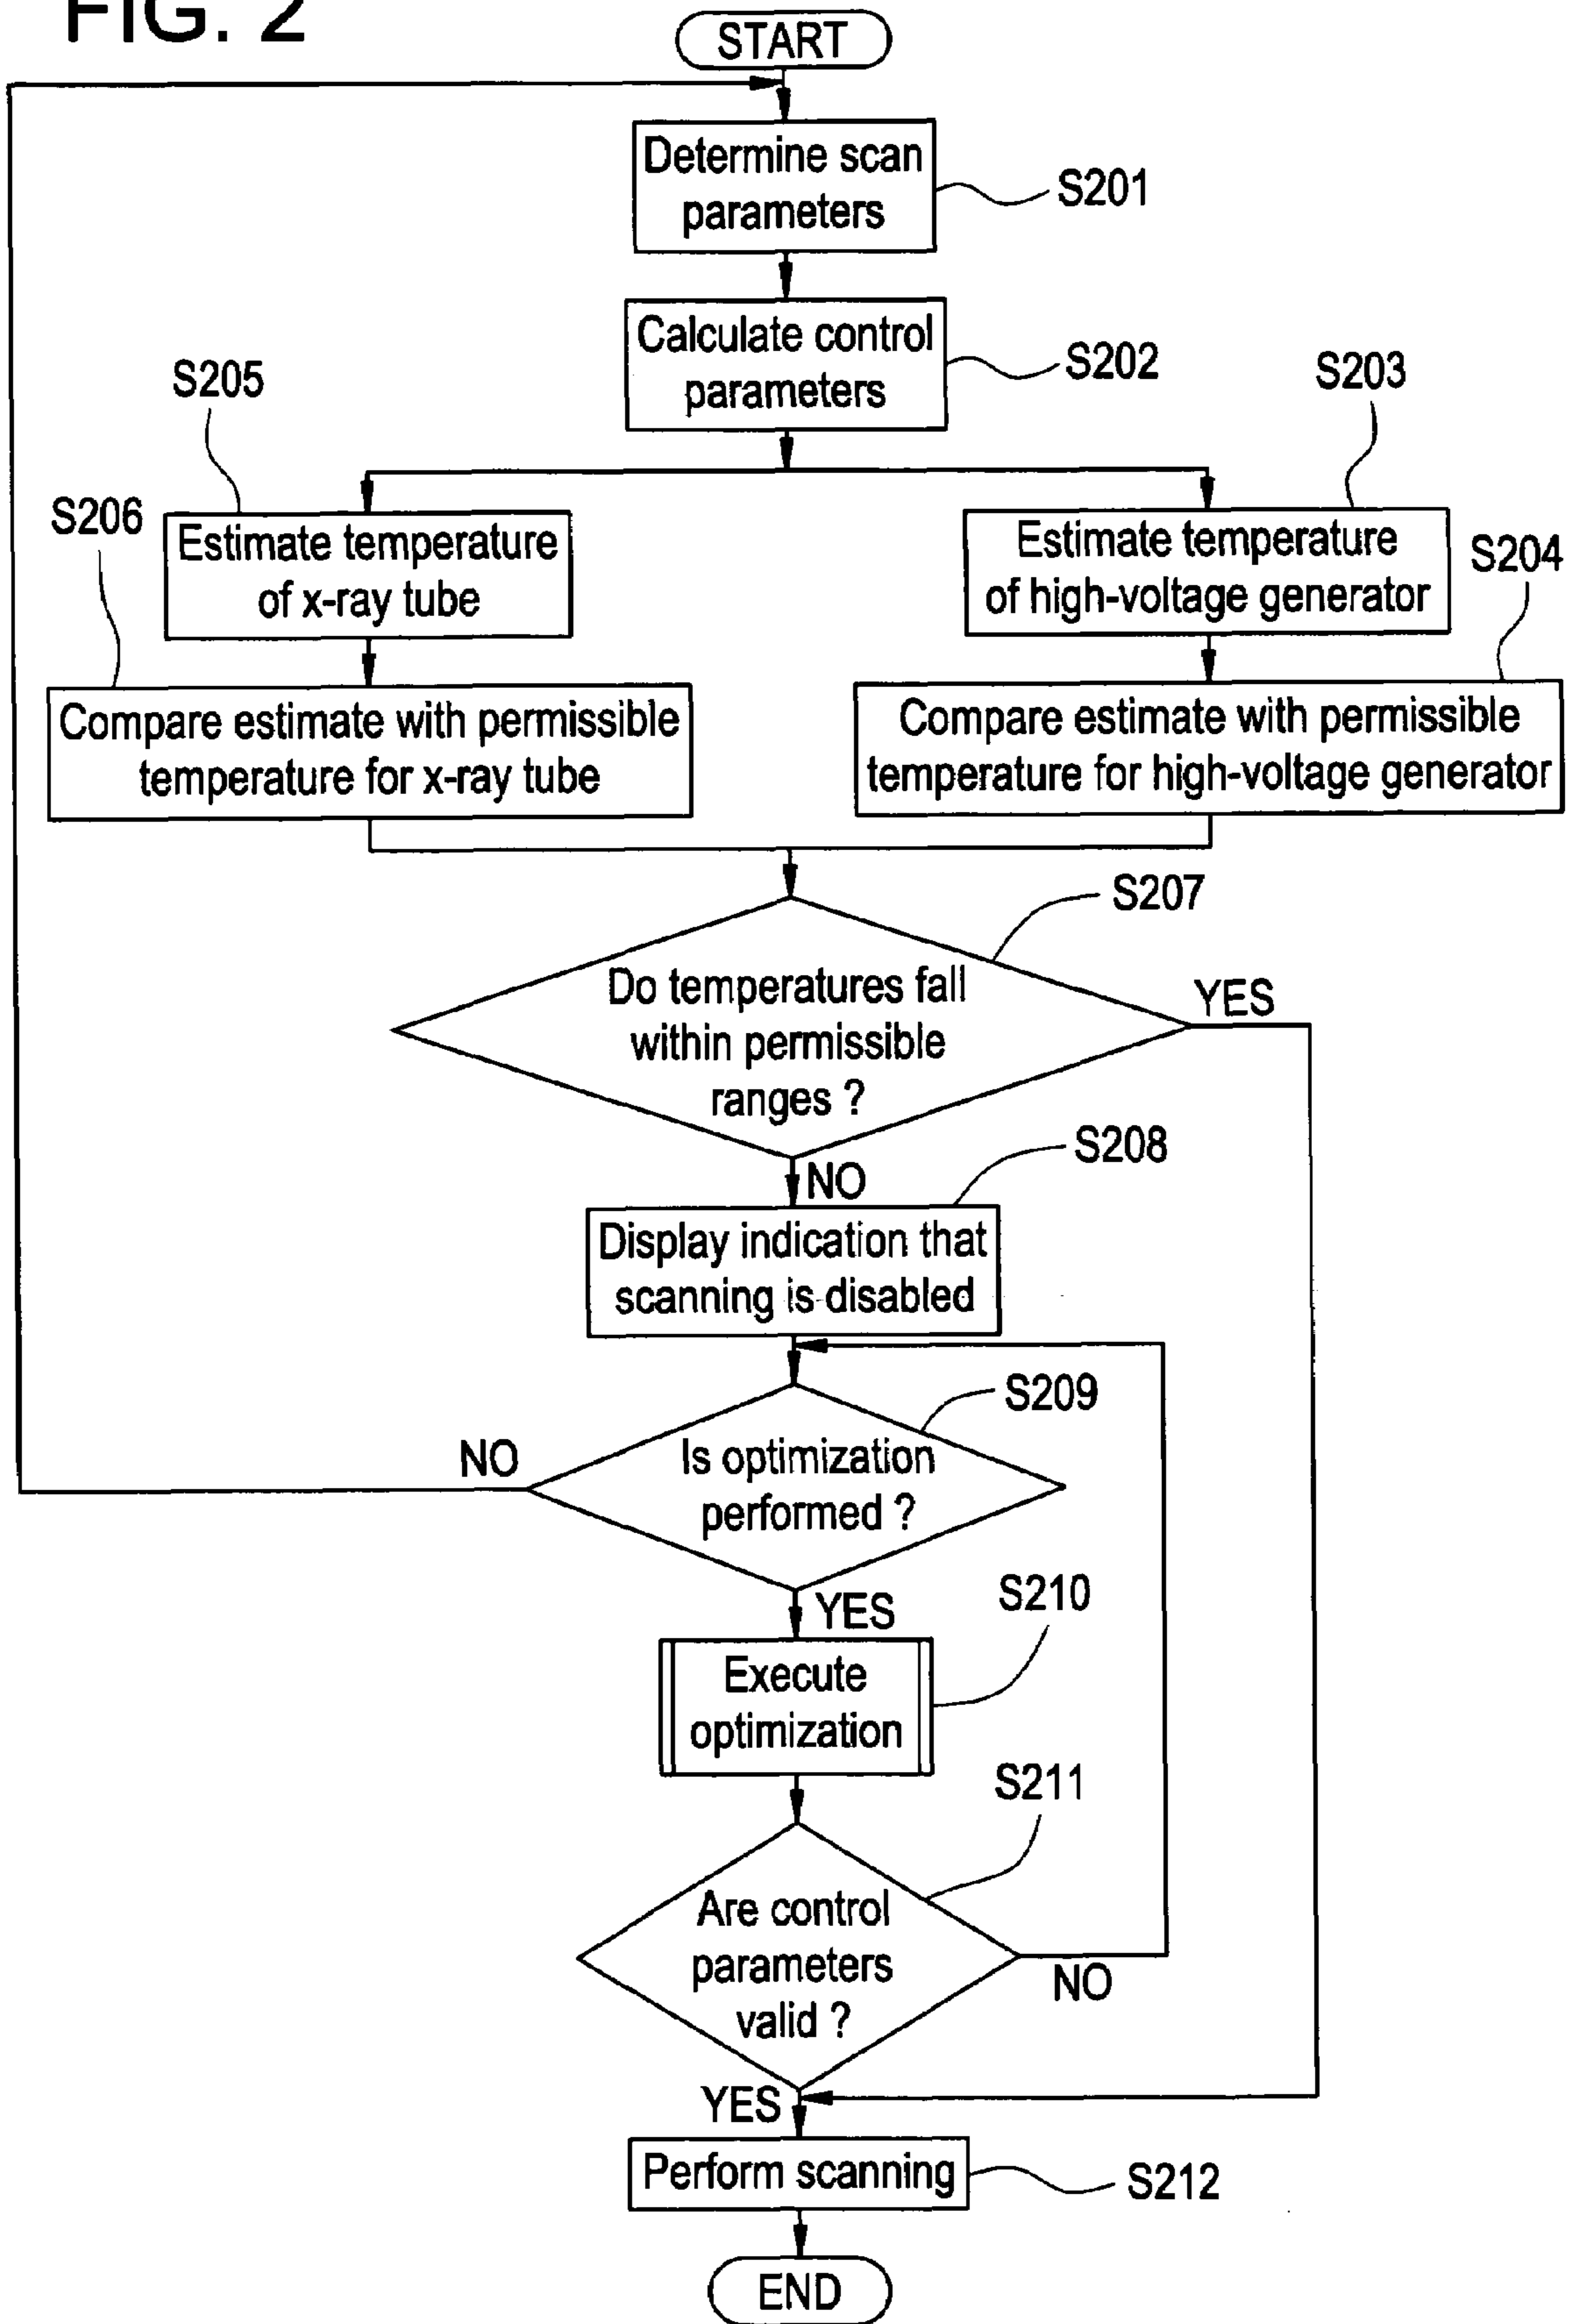 FIG. 2
START
Determine scan
parameters
S201
Calculate control
parameters
S202
S205
S203
S206
Estimate temperature
of x-ray tube
Estimate temperature
of high-voltage generator
S204
Compare estimate with permissible
temperature for x-ray tube
Compare estimate with permissible
temperature for high-voltage generator
S207
Do temperatures fall
within permissible
ranges ?
YES
NO
S208
Display indication that
scanning is disabled
S209
NO
Is optimization
performed ?
YES
S210
Execute
optimization
S211
Are control
parameters
valid ?
NO
YES
Perform scanning
S212
END